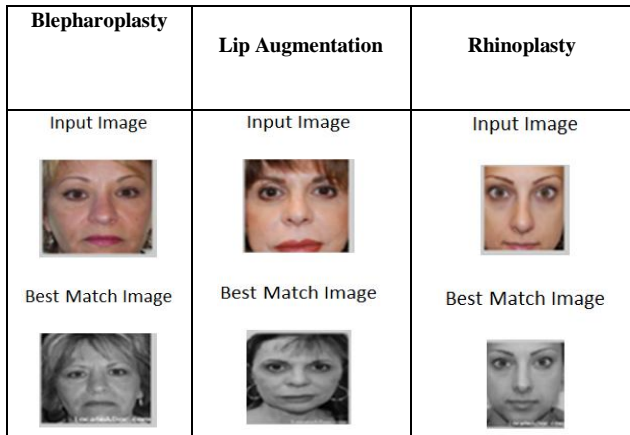 Blepharoplasty
Lip Augmentation
Rhinoplasty
Input Image
Input Image
Input Image
Best Match Image
Best Match Image
Best Match Image